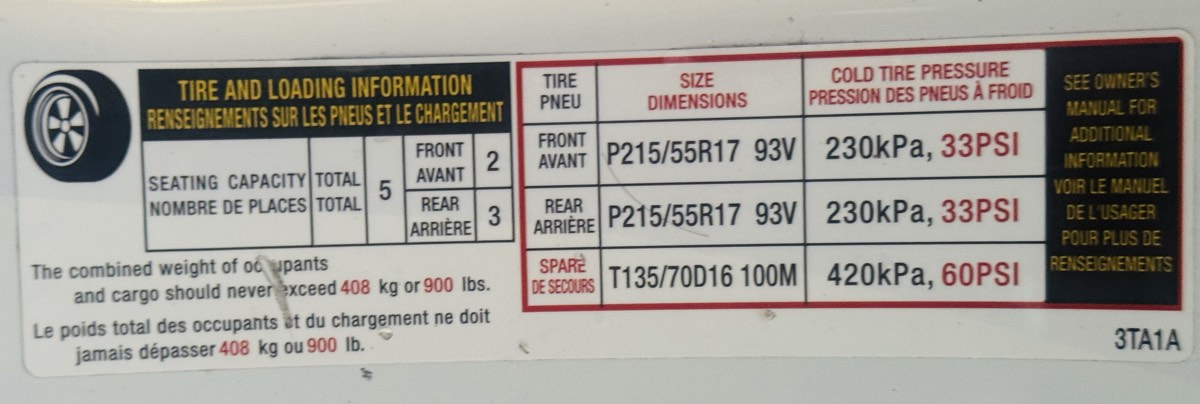 TIRE AND LOADING INFORMATION
RENSEIGNEMENTS SUR LES PNEUS ET LE CHARGEMENT
SEATING CAPACITY TOTAL 5 FRONT AVANT 2
NOMBRE DE PLACES TOTAL REAR ARRIÈRE 3
The combined weight of occupants
and cargo should never exceed 408 kg or 900 lbs.
Le poids total des occupants et du chargement ne doit
jamais dépasser 408 kg ou 900 lb.
TIRE PNEU SIZE DIMENSIONS COLD TIRE PRESSURE PRESSION DES PNEUS À FROID
FRONT AVANT P215/55R17 93V 230kPa, 33PSI
REAR ARRIÈRE P215/55R17 93V 230kPa, 33PSI
SPARE DE SECOURS T135/70D16 100M 420kPa, 60PSI
SEE OWNER'S
MANUAL FOR
ADDITIONAL
INFORMATION
VOIR LE MANUEL
DE L'USAGER
POUR PLUS DE
RENSEIGNEMENTS
3TA1A